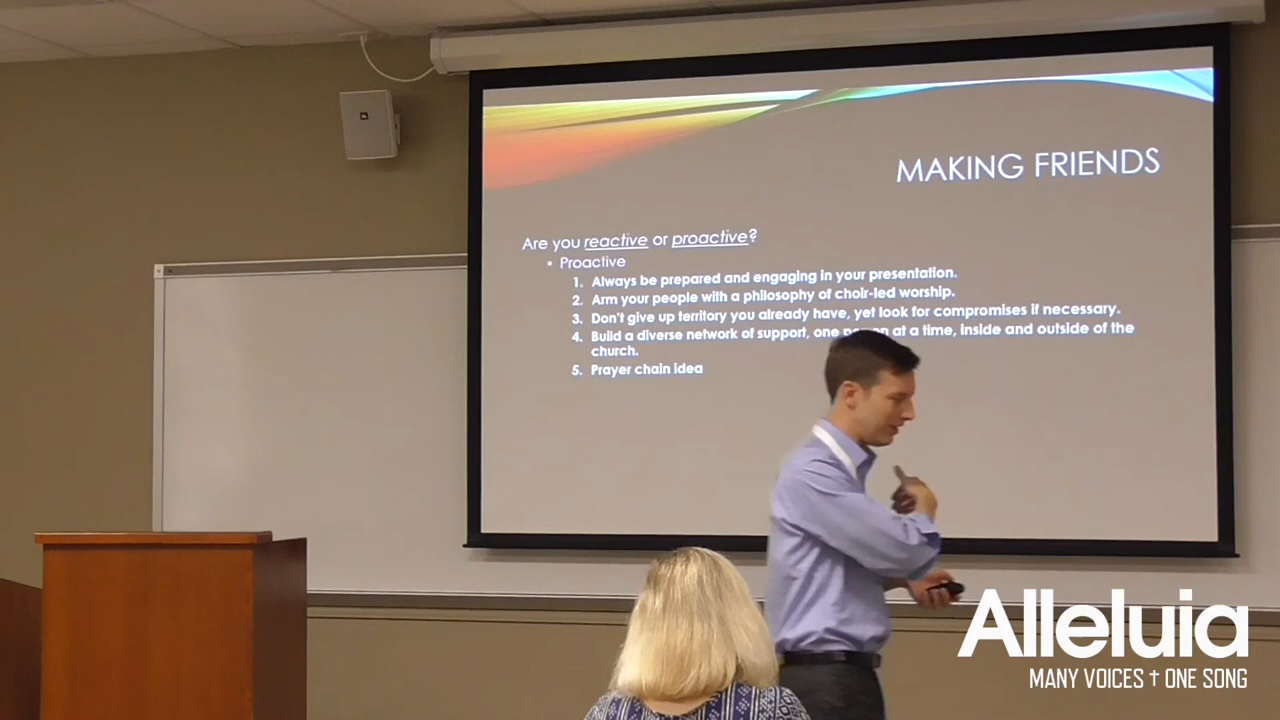 MAKING FRIENDS
Are you reactive or proactive?
• Proactive
1. Always be prepared and engaging in your presentation.
2. Arm your people with a philosophy of choir-led worship.
3. Don't give up territory you already have, yet look for compromises if necessary.
4. Build a diverse network of support, one person at a time, inside and outside of the
church.
5. Prayer chain idea
Alleluia
MANY VOICES † ONE SONG